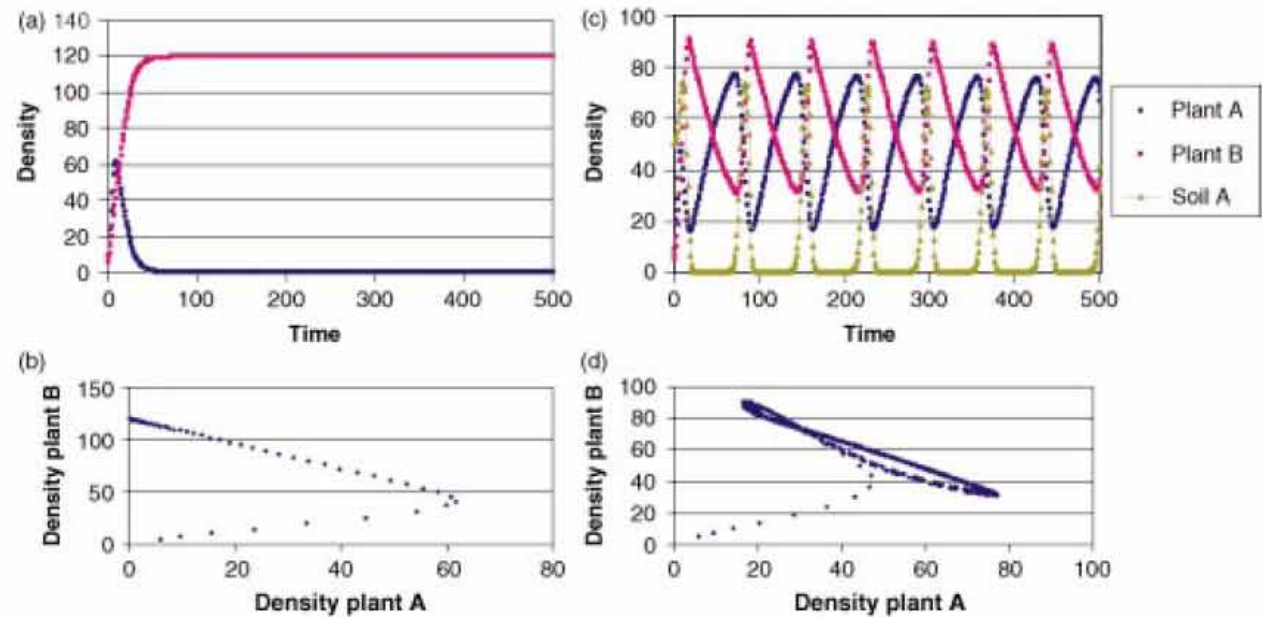 (a)
140
120
100
80
60
40
20
0
Density
0 100 200 300 400 500
Time
(c)
100
80
60
40
20
0
Density
0 100 200 300 400 500
Time
Plant A
Plant B
Soil A
(b)
150
100
50
0
Density plant B
0 20 40 60 80
Density plant A
(d)
100
80
60
40
20
0
Density plant B
0 20 40 60 80 100
Density plant A